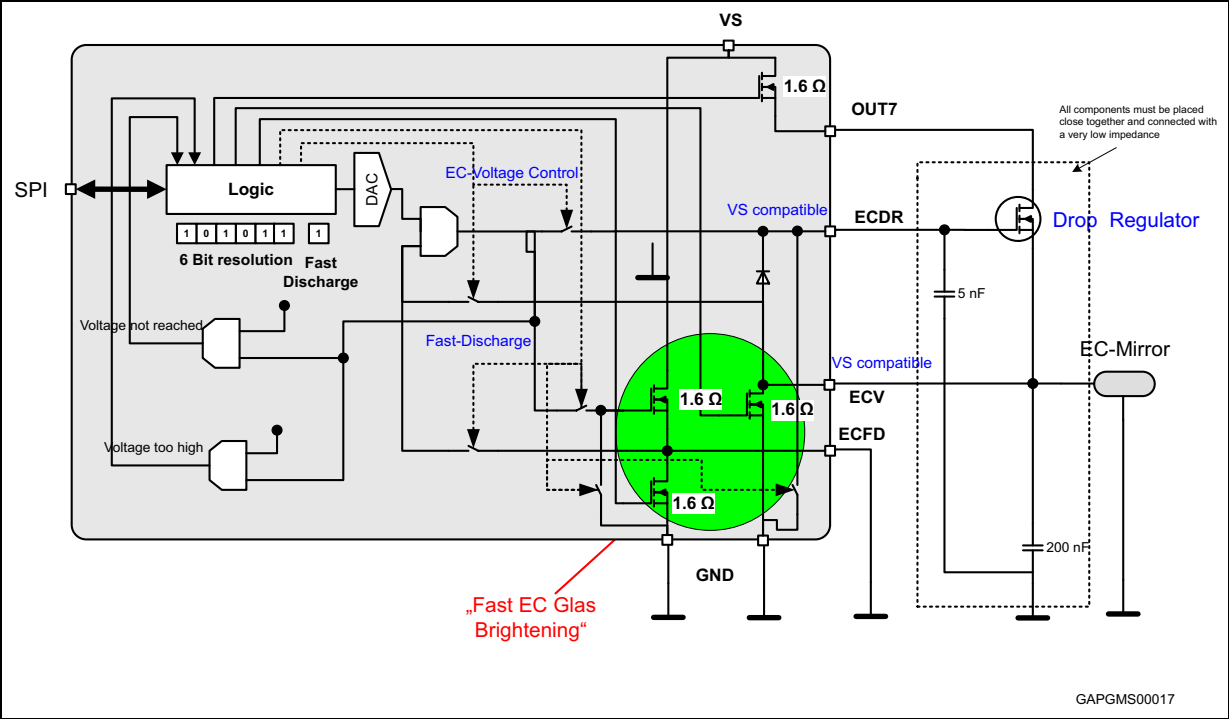 VS
1.6 Ω
OUT7
All components must be placed
close together and connected with
a very low impedance
SPI
Logic
DAC
EC-Voltage Control
VS compatible
ECDR
Drop Regulator
1 0 1 0 1 1
1
6 Bit resolution
Fast
Discharge
5 nF
Voltage not reached
Fast-Discharge
VS compatible
EC-Mirror
1.6 Ω
1.6 Ω
ECV
ECFD
Voltage too high
1.6 Ω
200 nF
GND
„Fast EC Glas
Brightening“
GAPGMS00017